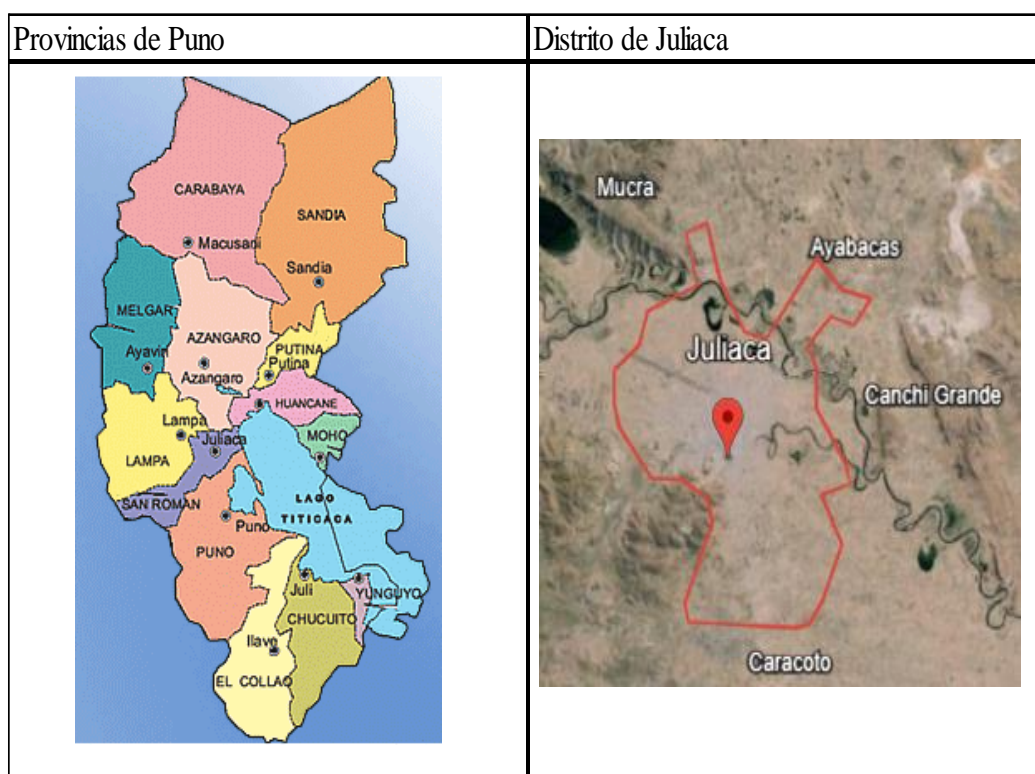 Provincias de Puno
Distrito de Juliaca
CARABAYA
SANDIA
Macusani
Sandia
MELGAR
AZANGARO
PUTINA
Putina
Ayaviri
Azangaro
HUANCANE
Lampa
Juliaca
MOHO
LAMPA
SAN ROMAN
LAGO
TITICACA
Puno
PUNO
Juli
YUNGUYO
CHUCUITO
Ilave
EL COLLAO
Mucra
Ayabacas
Juliaca
Canchi Grande
Caracoto